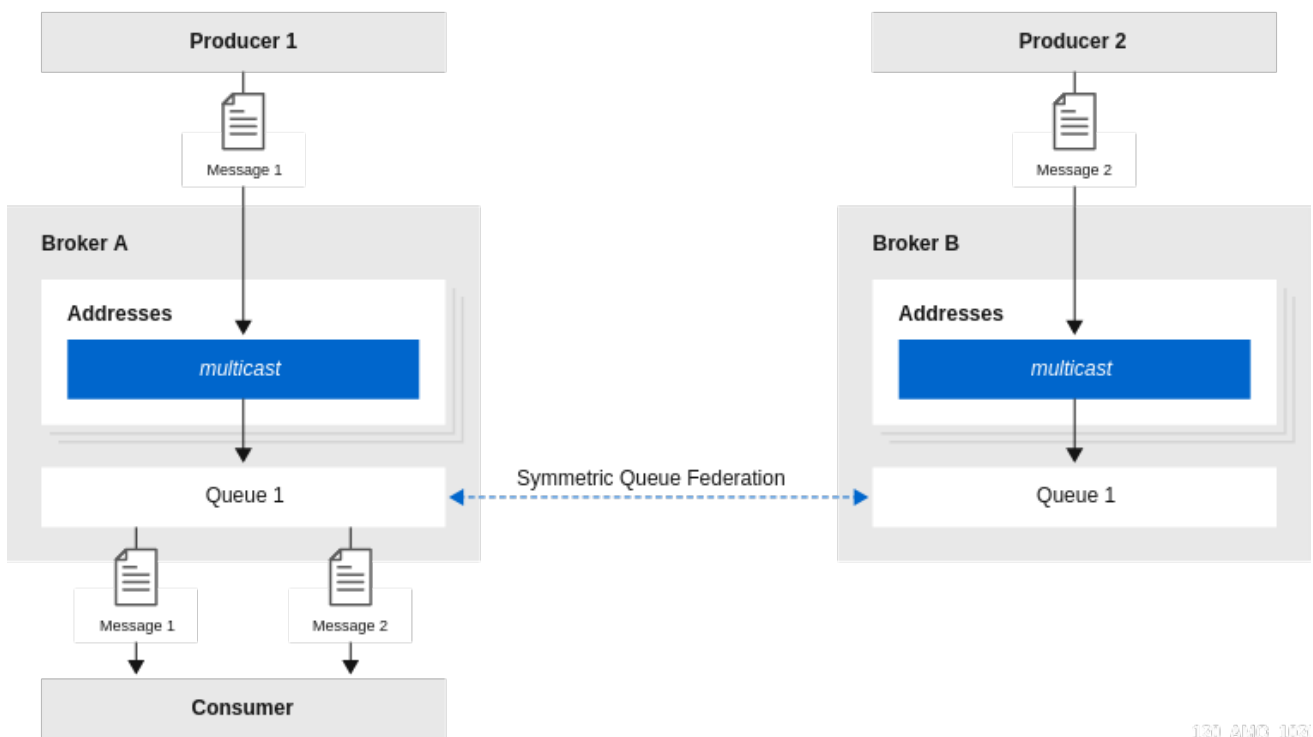 Producer 1
Producer 2
Message 1
Message 2
Broker A
Broker B
Addresses
Addresses
multicast
multicast
Symmetric Queue Federation
Queue 1
Queue 1
Message 1
Message 2
Consumer